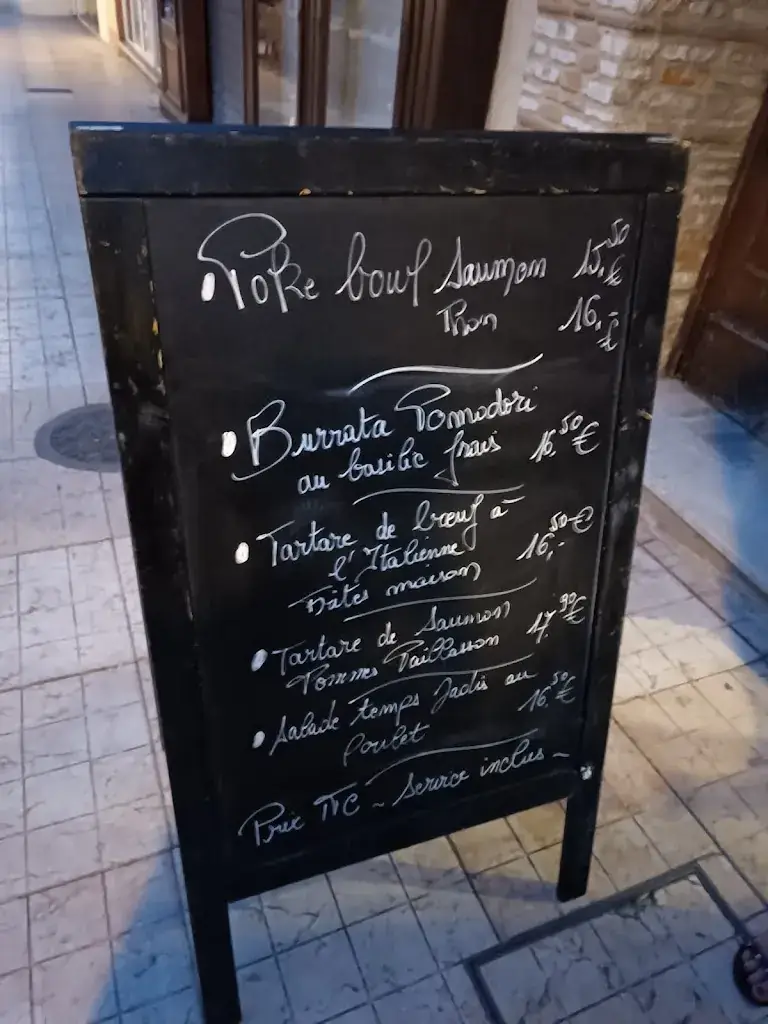 • Poke bowl Saumon 15,50 €
Thon 16,- €
• Burrata Pomodori
au basilic frais 16.50 €
• Tartare de bœuf à
l'Italienne 16,50 €
Pâtes maison
• Tartare de Saumon
Pommes Paillasson 17.90 €
• Salade temps Jadis au
Poulet 16.50 €
Prix TTC ~ Service inclus ~